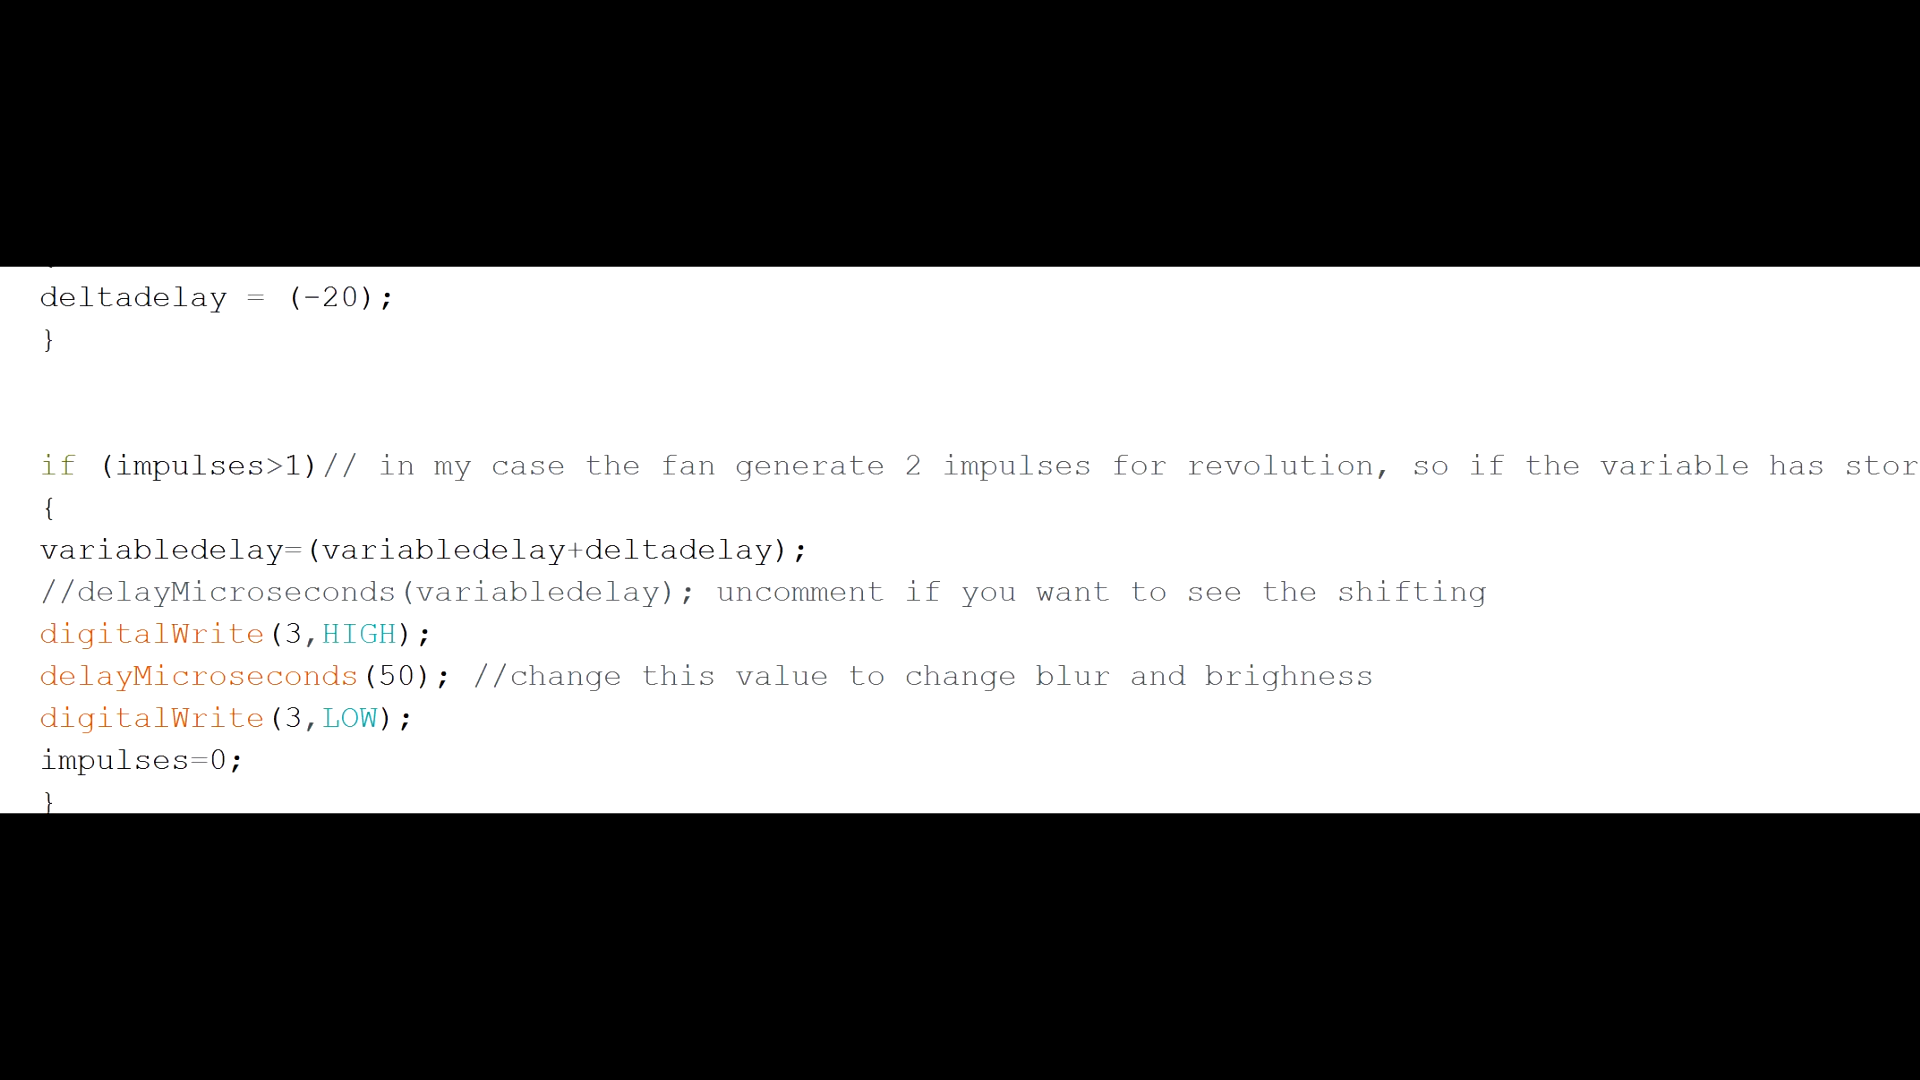 deltadelay = (-20);
}
if (impulses>1)// in my case the fan generate 2 impulses for revolution, so if the variable has stor
{
variabledelay=(variabledelay+deltadelay);
//delayMicroseconds(variabledelay); uncomment if you want to see the shifting
digitalWrite(3,HIGH);
delayMicroseconds(50); //change this value to change blur and brighness
digitalWrite(3,LOW);
impulses=0;
}